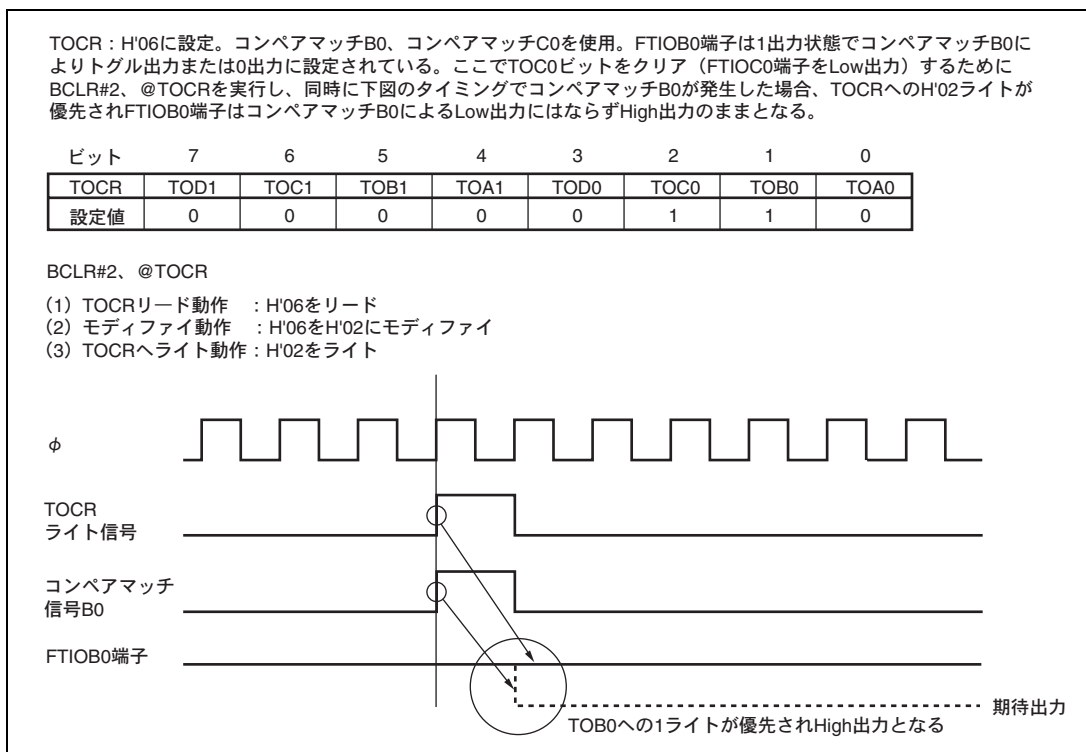 TOCR：H'06に設定。コンペアマッチB0、コンペアマッチC0を使用。FTIOB0端子は1出力状態でコンペアマッチB0に
よりトグル出力または0出力に設定されている。ここでTOC0ビットをクリア（FTIOC0端子をLow出力）するために
BCLR#2、@TOCRを実行し、同時に下図のタイミングでコンペアマッチB0が発生した場合、TOCRへのH'02ライトが
優先されFTIOB0端子はコンペアマッチB0によるLow出力にはならずHigh出力のままとなる。
ビット 7 6 5 4 3 2 1 0
TOCR TOD1 TOC1 TOB1 TOA1 TOD0 TOC0 TOB0 TOA0
設定値 0 0 0 0 0 1 1 0
BCLR#2、@TOCR
（1）TOCRリード動作 ：H'06をリード
（2）モディファイ動作 ：H'06をH'02にモディファイ
（3）TOCRへライト動作：H'02をライト
φ
TOCR
ライト信号
コンペアマッチ
信号B0
FTIOB0端子
期待出力
TOB0への1ライトが優先されHigh出力となる